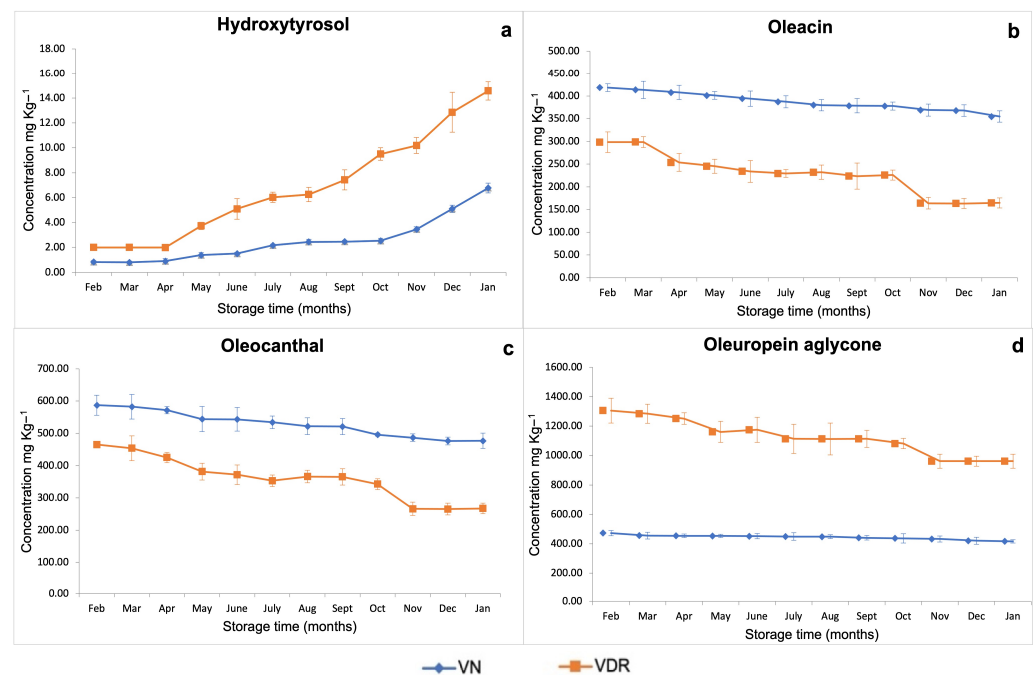 Hydroxytyrosol
a
Concentration mg Kg−1
18.00
16.00
14.00
12.00
10.00
8.00
6.00
4.00
2.00
0.00
Feb Mar Apr May June July Aug Sept Oct Nov Dec Jan
Storage time (months)
Oleacin
b
Concentration mg Kg−1
500.00
450.00
400.00
350.00
300.00
250.00
200.00
150.00
100.00
50.00
0.00
Feb Mar Apr May June July Aug Sept Oct Nov Dec Jan
Storage time (months)
Oleocanthal
c
Concentration mg Kg−1
700.00
600.00
500.00
400.00
300.00
200.00
100.00
0.00
Feb Mar Apr May June July Aug Sept Oct Nov Dec Jan
Storage time (months)
Oleuropein aglycone
d
Concentration mg Kg−1
1600.00
1400.00
1200.00
1000.00
800.00
600.00
400.00
200.00
0.00
Feb Mar Apr May June July Aug Sept Oct Nov Dec Jan
Storage time (months)
VN VDR